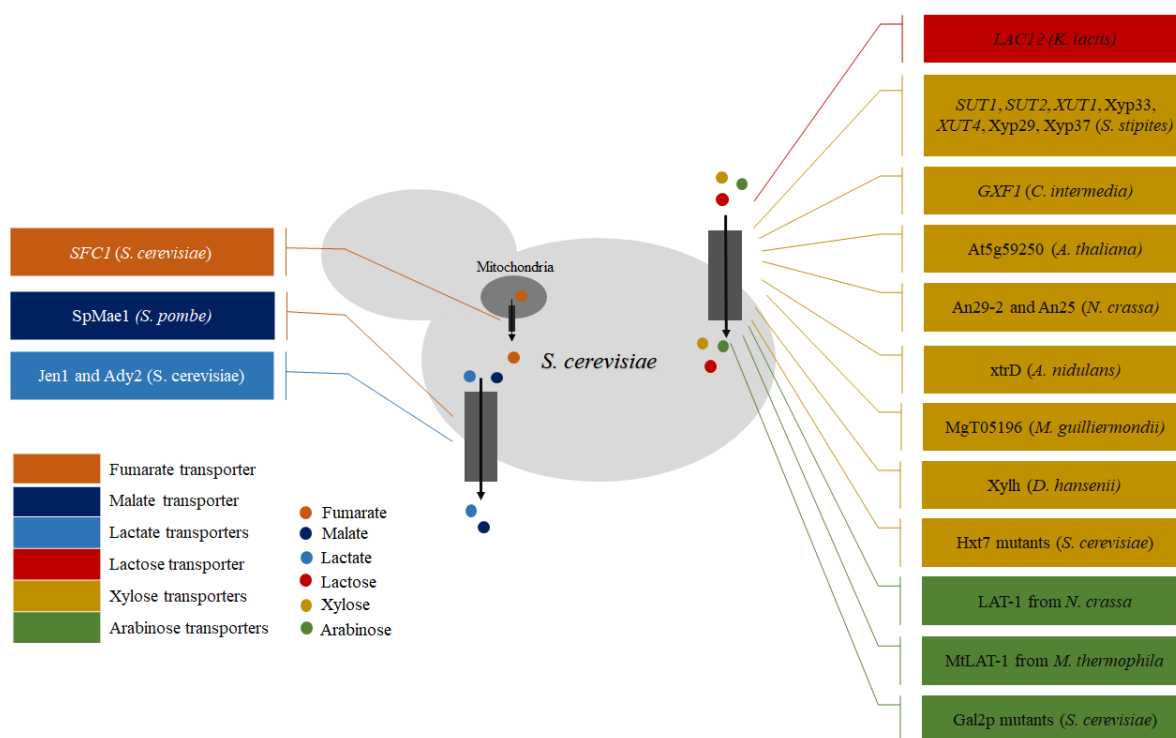 LAC12 (K. lactis)
SUT1, SUT2, XUT1, Xyp33,
XUT4, Xyp29, Xyp37 (S. stipites)
GXF1 (C. intermedia)
At5g59250 (A. thaliana)
An29-2 and An25 (N. crassa)
xtrD (A. nidulans)
MgT05196 (M. guilliermondii)
Xylh (D. hansenii)
Hxt7 mutants (S. cerevisiae)
LAT-1 from N. crassa
MtLAT-1 from M. thermophila
Gal2p mutants (S. cerevisiae)
SFC1 (S. cerevisiae)
SpMae1 (S. pombe)
Jen1 and Ady2 (S. cerevisiae)
Mitochondria
S. cerevisiae
Fumarate transporter
Malate transporter
Lactate transporters
Lactose transporter
Xylose transporters
Arabinose transporters
Fumarate
Malate
Lactate
Lactose
Xylose
Arabinose